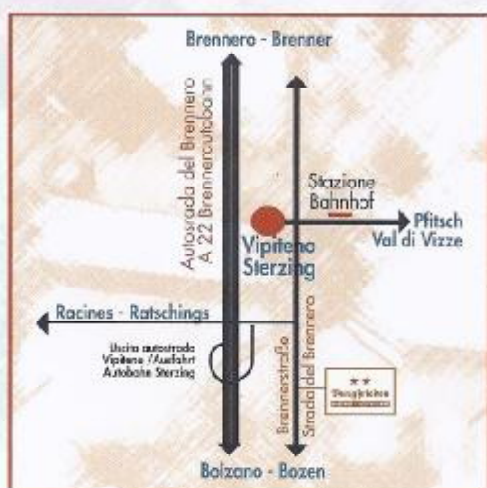 Brennero - Brenner
Autosrada del Brennero
A 22 Brennerautobahn
Stazione
Bahnhof
Pfitsch
Val di Vizze
Vipiteno
Sterzing
Racines - Ratschings
Uscita autostrada
Vipiteno /Ausfahrt
Autobahn Sterzing
Brennerstraße
Strada del Brennero
Bolzano - Bozen